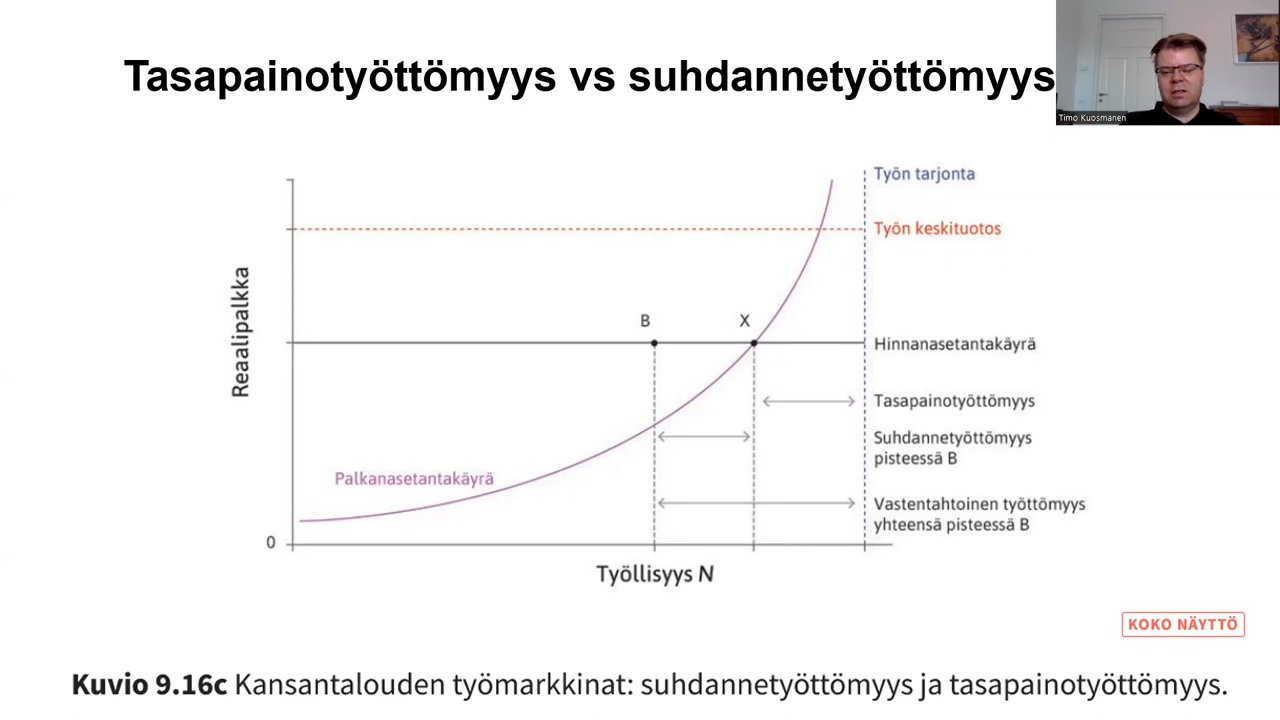 Tasapainotyöttömyys vs suhdannetyöttömyys
Timo Kuosmanen
Työn tarjonta
Työn keskituotos
Reaalipalkka
B
X
Hinnanasetantakäyrä
Tasapainotyöttömyys
Suhdannetyöttömyys
pisteessä B
Palkanasetantakäyrä
Vastentahtoinen työttömyys
yhteensä pisteessä B
0
Työllisyys N
KOKO NÄYTTÖ
Kuvio 9.16c Kansantalouden työmarkkinat: suhdannetyöttömyys ja tasapainotyöttömyys.